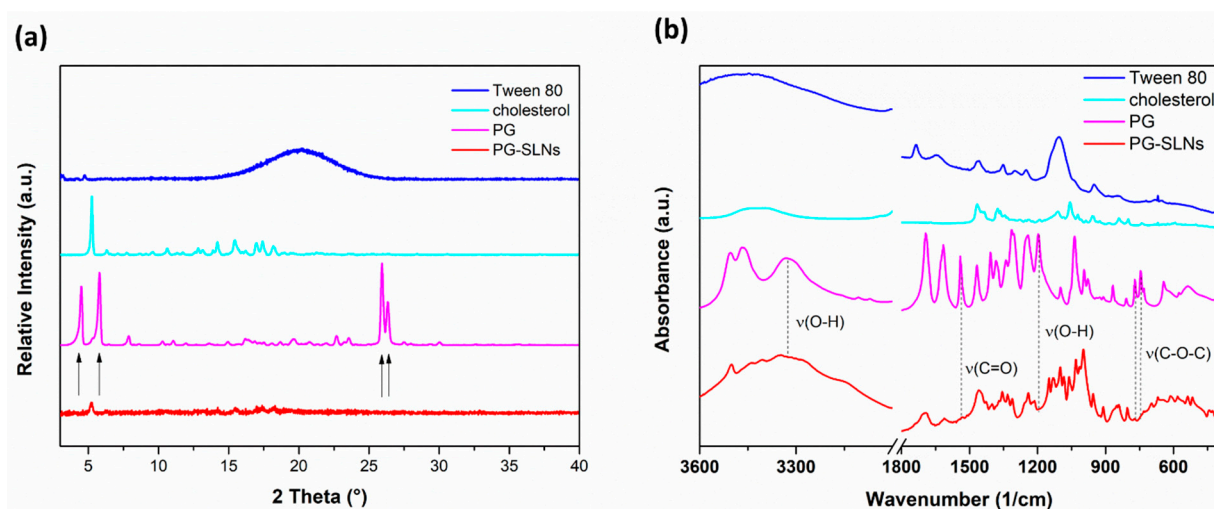 (a)
Tween 80
cholesterol
PG
PG-SLNs
Relative Intensity (a.u.)
5 10 15 20 25 30 35 40
2 Theta (°)
(b)
Tween 80
cholesterol
PG
PG-SLNs
Absorbance (a.u.)
ν(O-H)
ν(C=O)
ν(O-H)
ν(C-O-C)
3600 3300 1800 1500 1200 900 600
Wavenumber (1/cm)